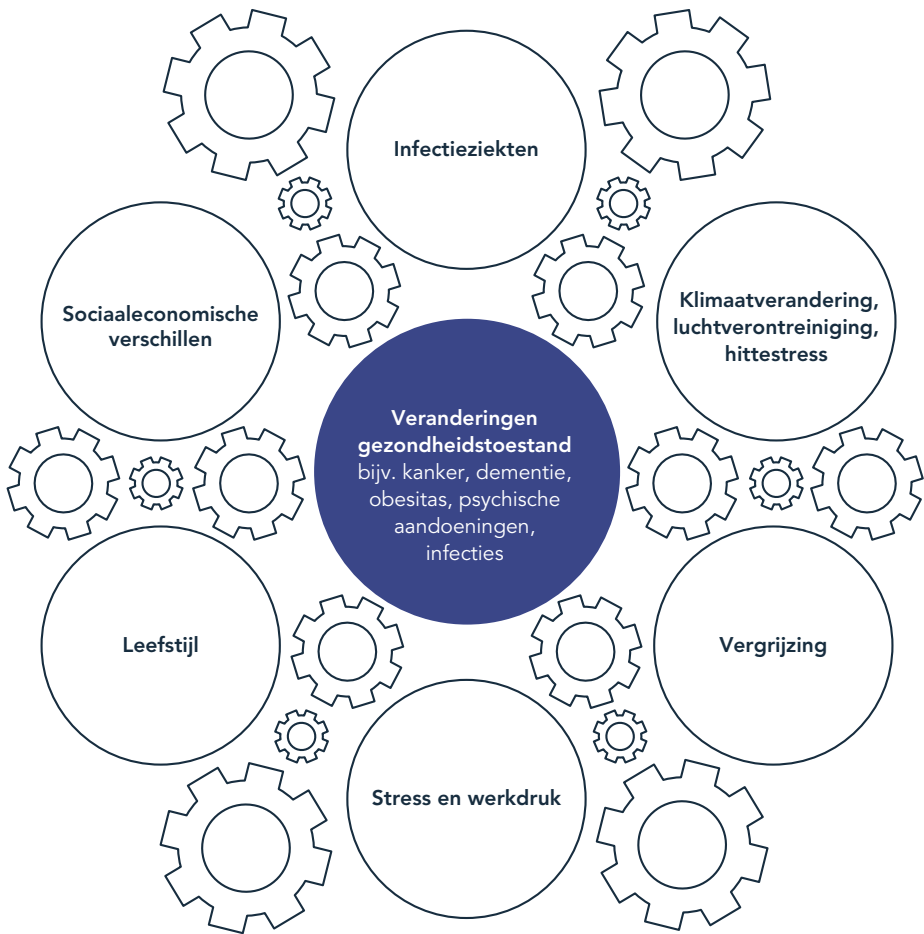 Infectieziekten
Sociaaleconomische
verschillen
Klimaatverandering,
luchtverontreiniging,
hittestress
Veranderingen
gezondheidstoestand
bijv. kanker, dementie,
obesitas, psychische
aandoeningen,
infecties
Leefstijl
Vergrijzing
Stress en werkdruk